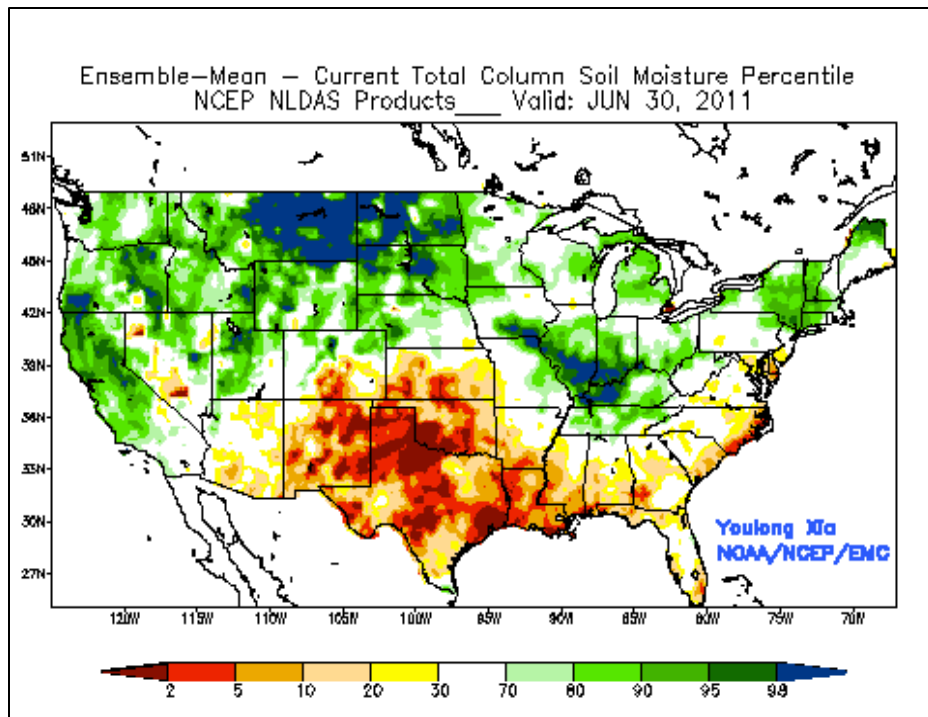 Ensemble-Mean - Current Total Column Soil Moisture Percentile
NCEP NLDAS Products___ Valid: JUN 30, 2011
51N
48N
45N
42N
39N
36N
33N
30N
27N
Youlong Xia
NOAA/NCEP/EMC
120W 115W 110W 105W 100W 95W 90W 85W 80W 75W 70W
2 5 10 20 30 70 80 90 95 98